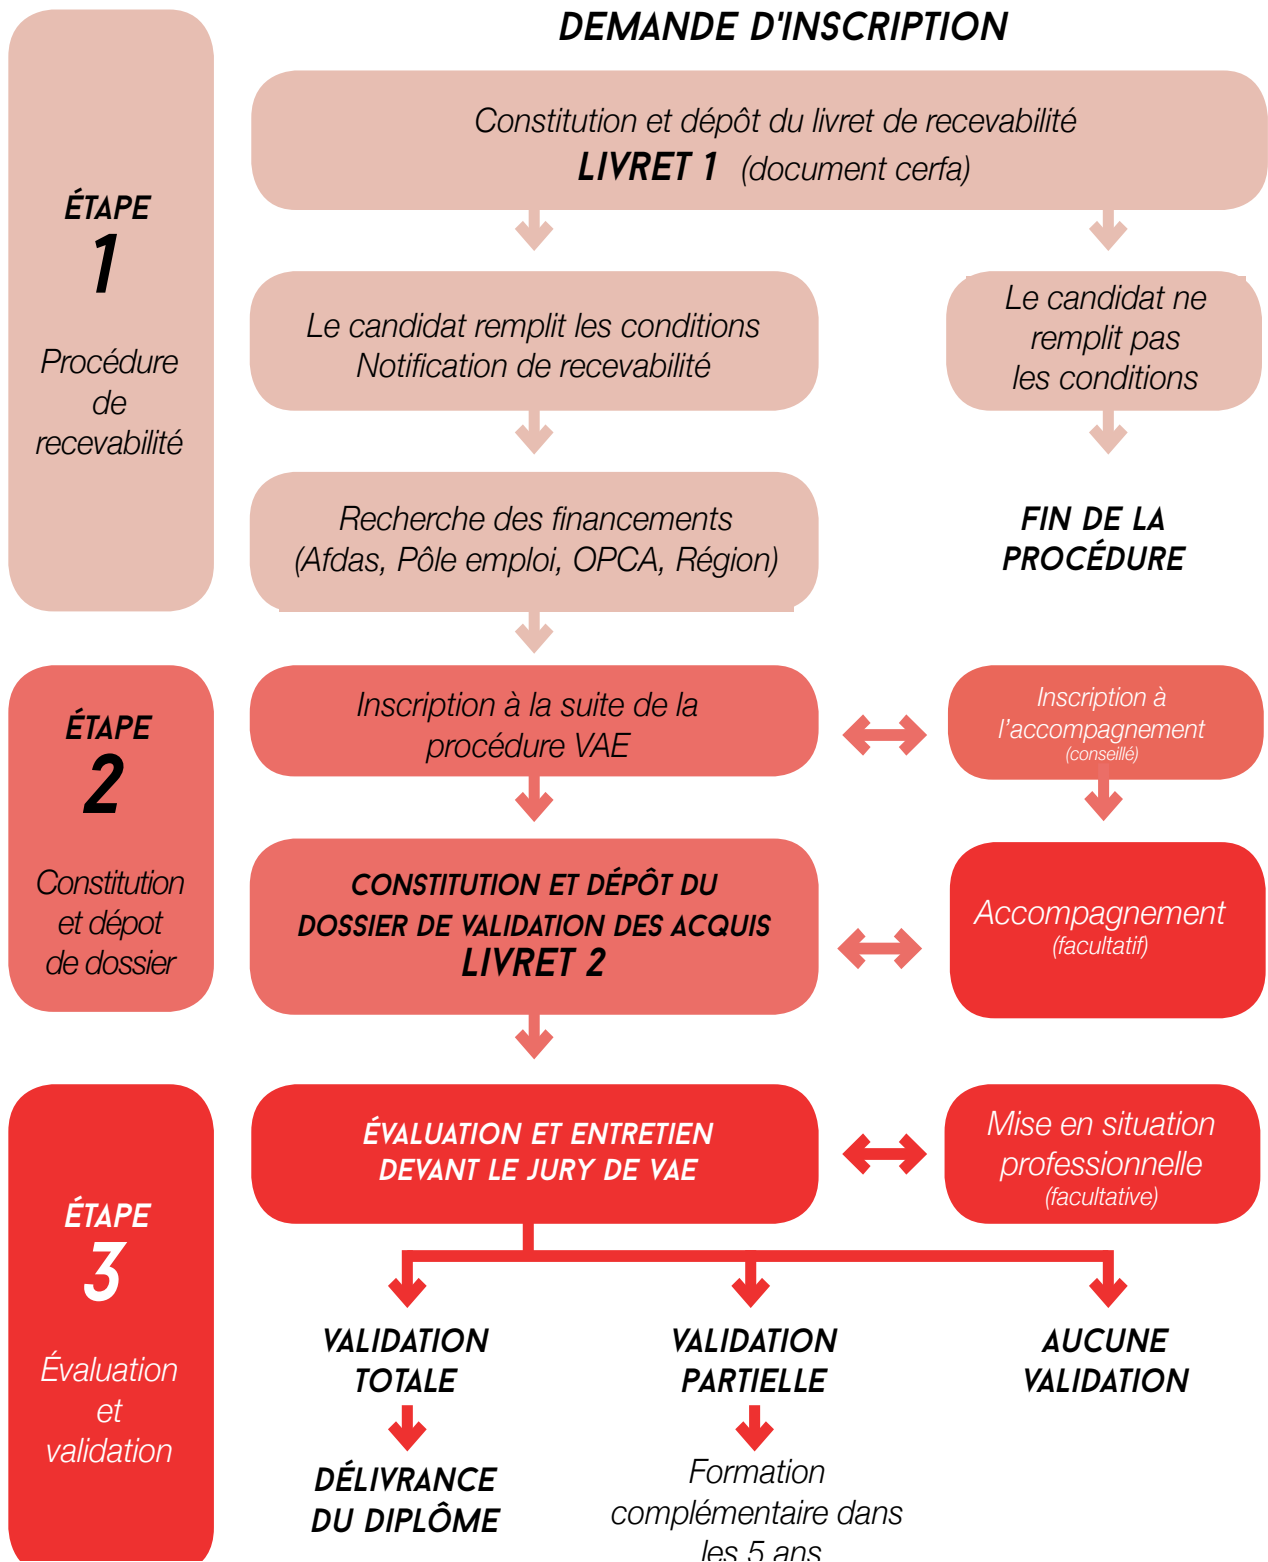 DEMANDE D'INSCRIPTION
ÉTAPE
1
Procédure
de
recevabilité
Constitution et dépôt du livret de recevabilité
LIVRET 1 (document cerfa)
Le candidat remplit les conditions
Notification de recevabilité
Le candidat ne
remplit pas
les conditions
Recherche des financements
(Afdas, Pôle emploi, OPCA, Région)
FIN DE LA
PROCÉDURE
ÉTAPE
2
Constitution
et dépot
de dossier
Inscription à la suite de la
procédure VAE
Inscription à
l'accompagnement
(conseillé)
CONSTITUTION ET DÉPÔT DU
DOSSIER DE VALIDATION DES ACQUIS
LIVRET 2
Accompagnement
(facultatif)
ÉTAPE
3
Évaluation
et
validation
ÉVALUATION ET ENTRETIEN
DEVANT LE JURY DE VAE
Mise en situation
professionnelle
(facultative)
VALIDATION
TOTALE
VALIDATION
PARTIELLE
AUCUNE
VALIDATION
DÉLIVRANCE
DU DIPLÔME
Formation
complémentaire dans
les 5 ans